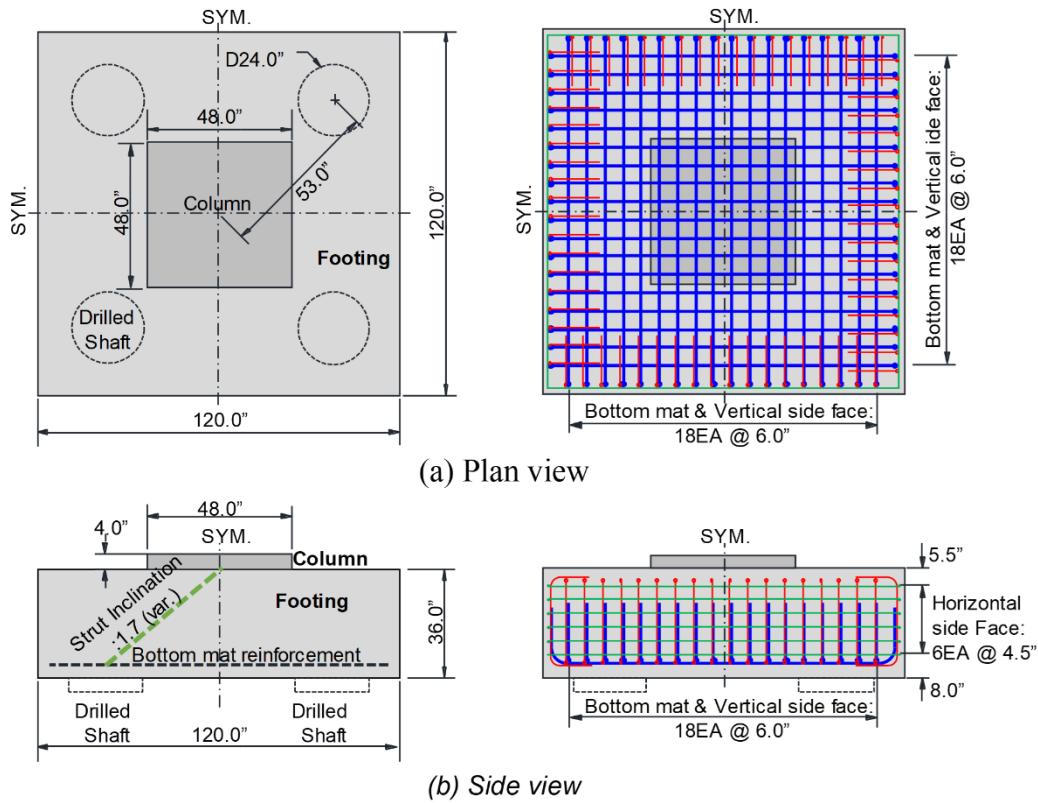 SYM.
D24.0”
48.0”
53.0”
48.0”
SYM.
Column
120.0”
Footing
Drilled
Shaft
120.0”
SYM.
SYM.
Bottom mat & Vertical ide face:
18EA @ 6.0”
Bottom mat & Vertical side face:
18EA @ 6.0”
(a) Plan view
48.0”
SYM.
4.0”
Column
Strut Inclination
:1.7 (var.)
Footing
36.0”
Bottom mat reinforcement
Drilled
Shaft
Drilled
Shaft
120.0”
SYM.
5.5”
Horizontal
side Face:
6EA @ 4.5”
8.0”
Bottom mat & Vertical side face:
18EA @ 6.0”
(b) Side view